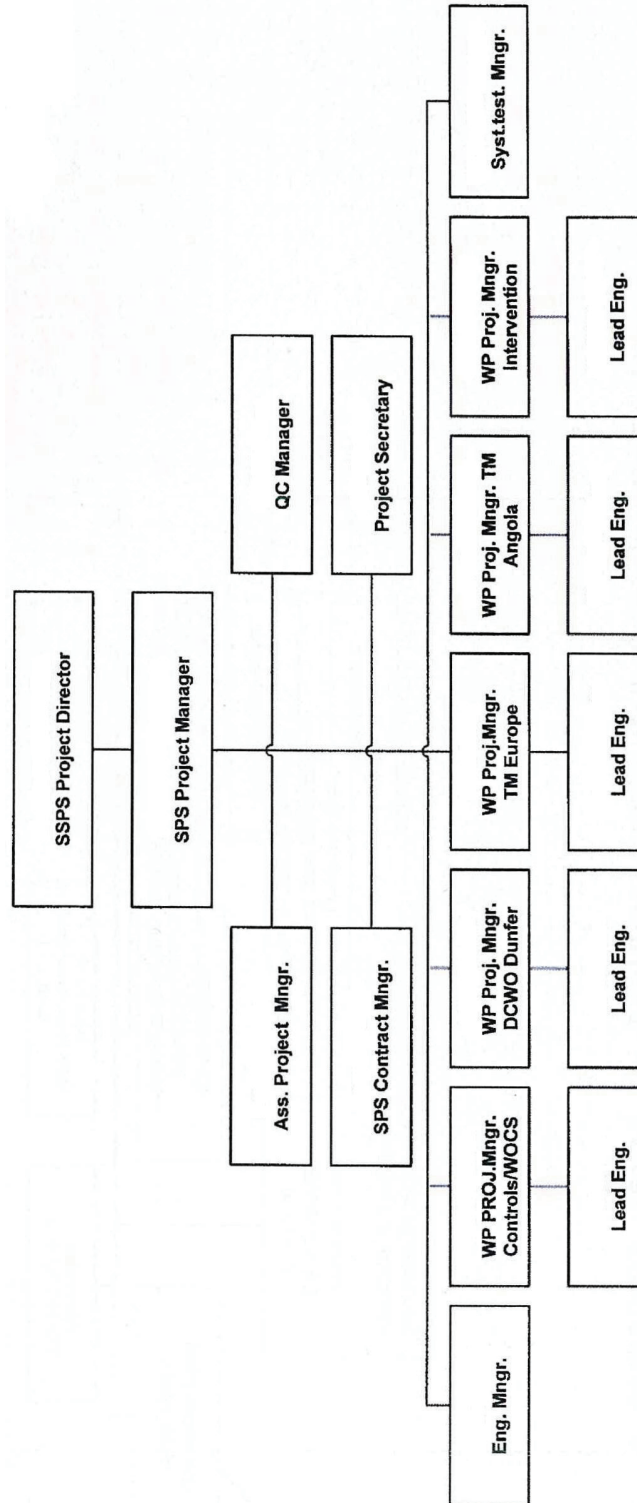 SSPS Project Director
SPS Project Manager
Ass. Project Mngr.
QC Manager
SPS Contract Mngr.
Project Secretary
Eng. Mngr.
WP PROJ.Mngr.
Controls/WOCS
WP Proj. Mngr.
DCWO Dunfer
WP Proj.Mngr.
TM Europe
WP Proj. Mngr. TM
Angola
WP Proj. Mngr.
Intervention
Syst.test. Mngr.
Lead Eng.
Lead Eng.
Lead Eng.
Lead Eng.
Lead Eng.